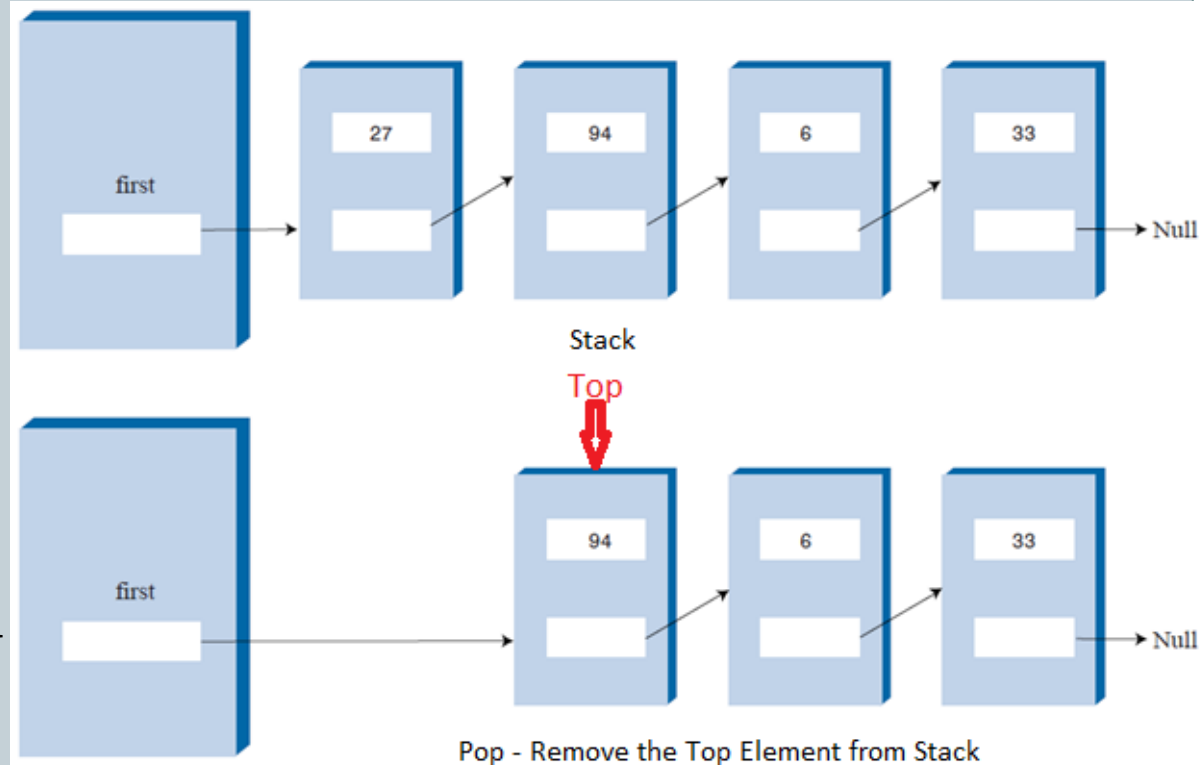 27 94 6 33
first
Null
Stack
Top
94 6 33
first
Null
Pop - Remove the Top Element from Stack